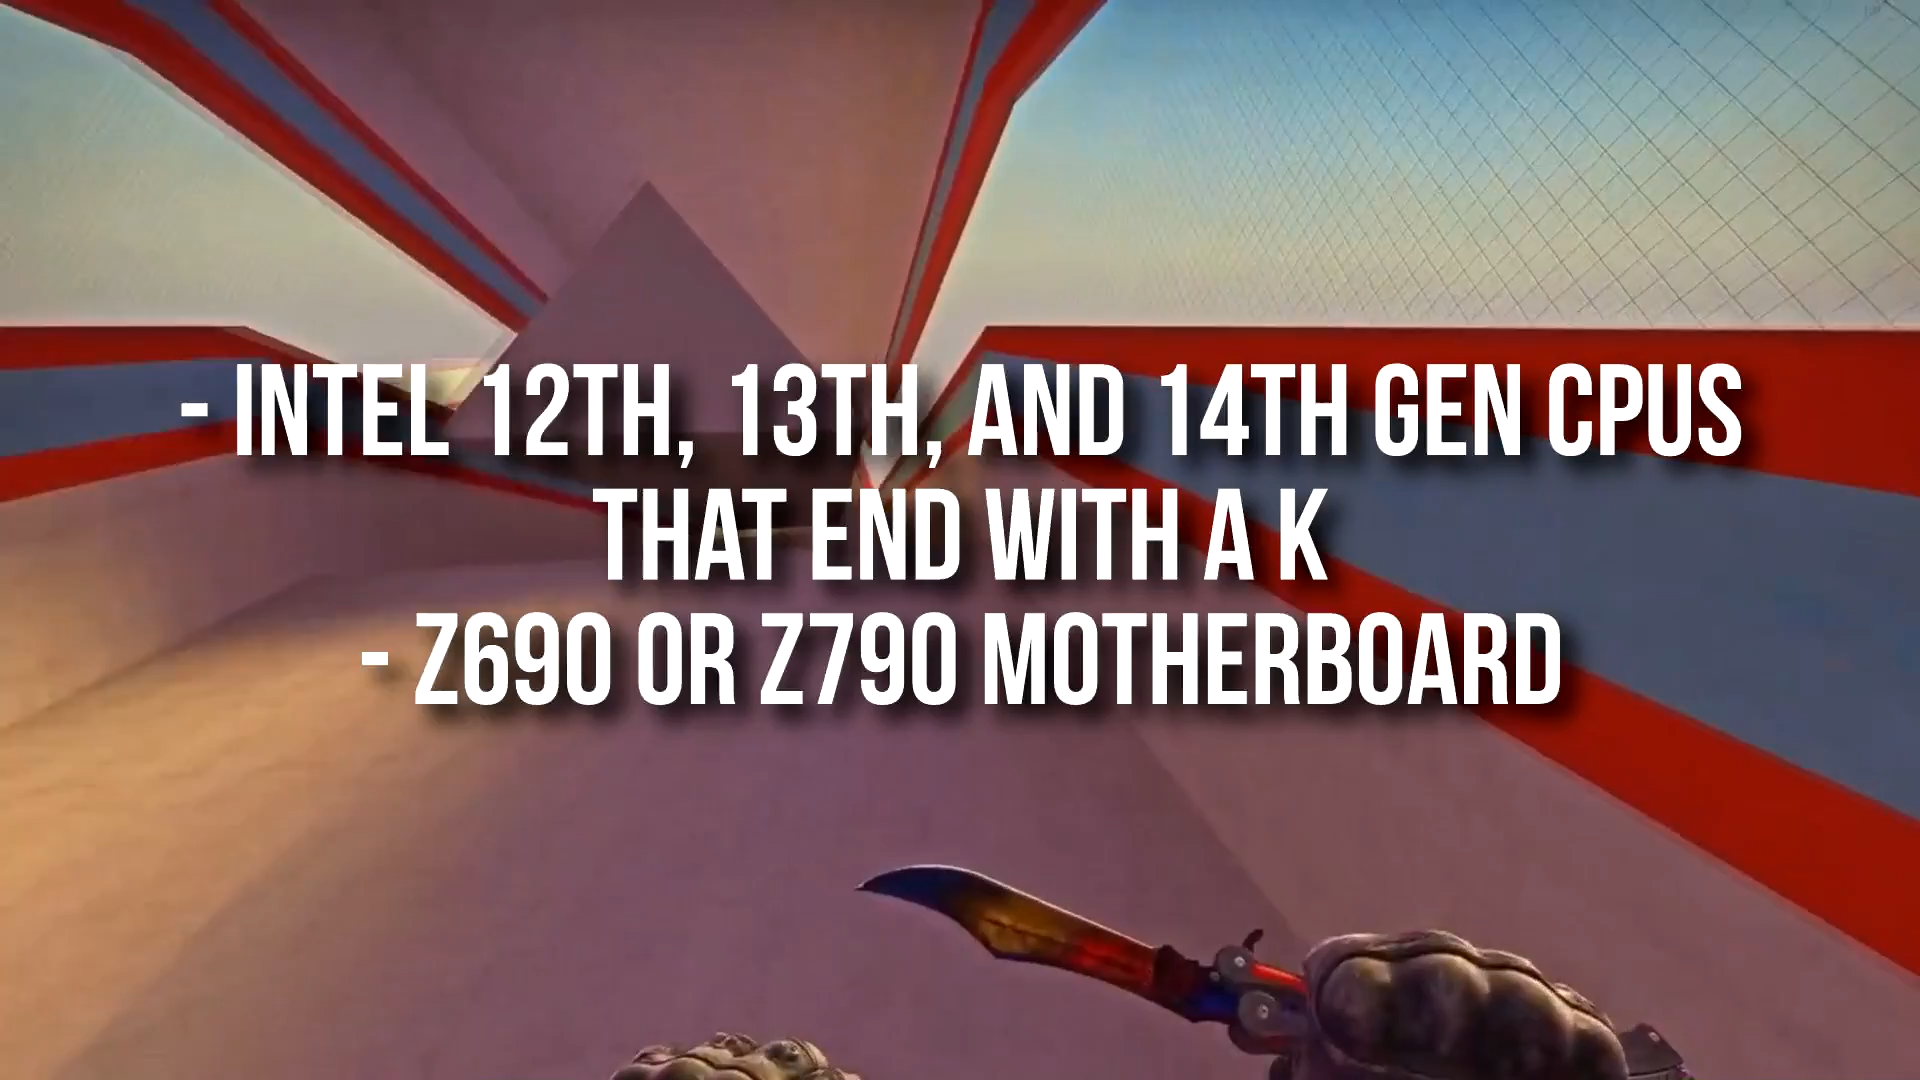 - INTEL 12TH, 13TH, AND 14TH GEN CPUS
THAT END WITH A K
- Z690 OR Z790 MOTHERBOARD